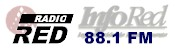 RADIO
RED
InfoRed
88.1 FM